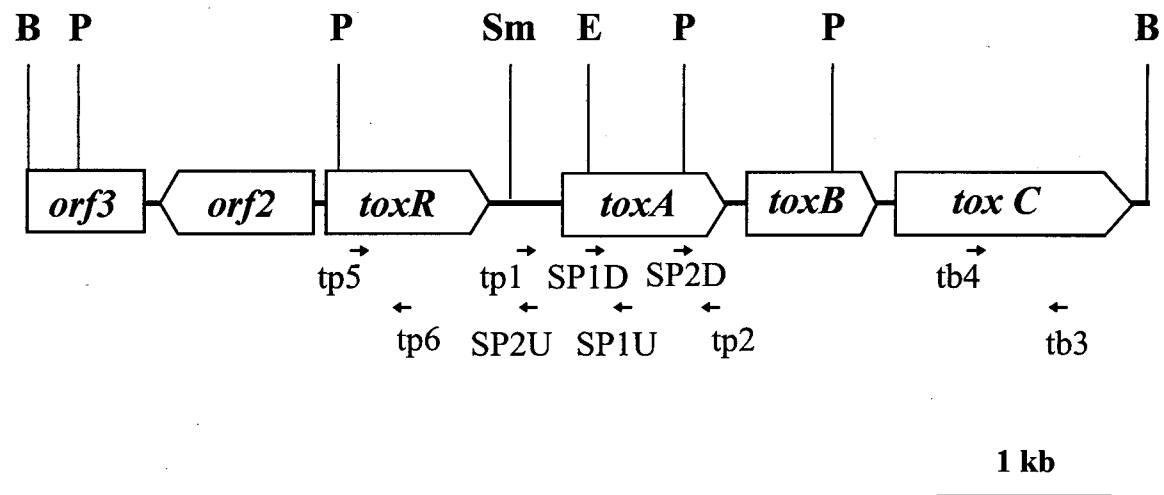 B P P Sm E P P B
orf3 orf2 toxR toxA toxB tox C
tp5 tp1 SP1D SP2D tb4
tp6 SP2U SP1U tp2 tb3
1 kb